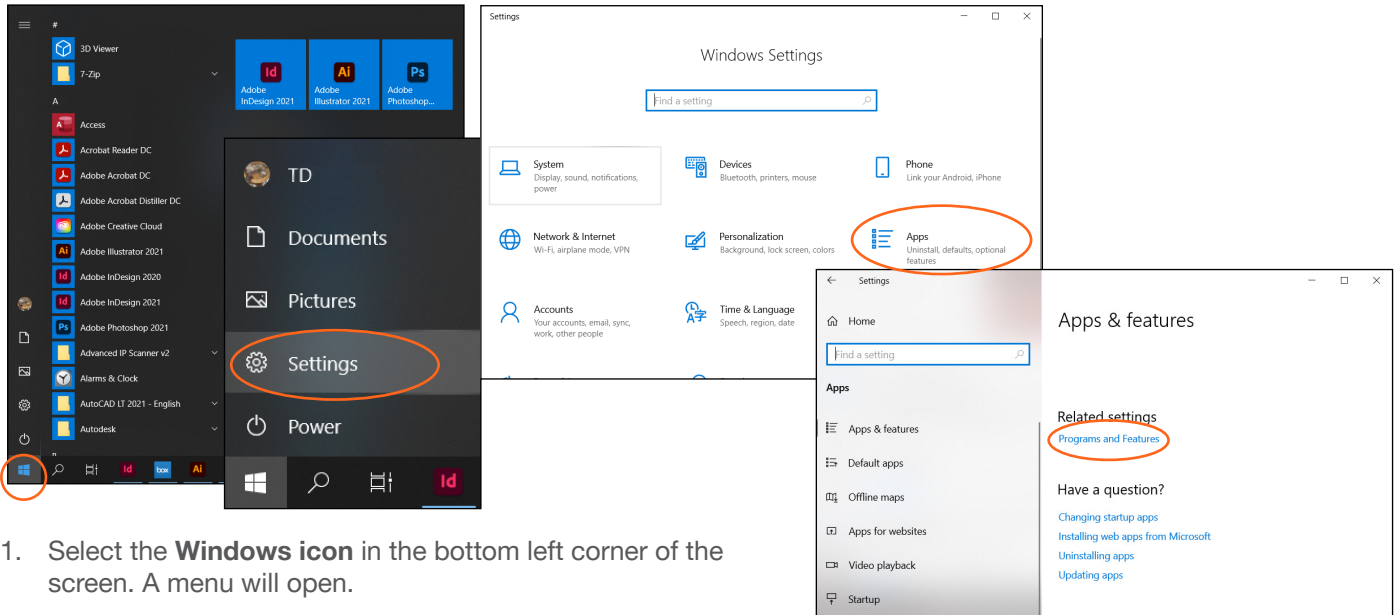 #
3D Viewer
7-Zip
A
Access
Acrobat Reader DC
Adobe Acrobat DC
Adobe Acrobat Distiller DC
Adobe Creative Cloud
Adobe Illustrator 2021
Adobe InDesign 2020
Adobe InDesign 2021
Adobe Photoshop 2021
Advanced IP Scanner v2
Alarms & Clock
AutoCAD LT 2021 - English
Autodesk
Id
Adobe
InDesign 2021
Ai
Adobe
Illustrator 2021
Ps
Adobe
Photoshop...
Id
box
Ai
TD
Documents
Pictures
Settings
Power
Id
Settings
Windows Settings
Find a setting
System
Display, sound, notifications,
power
Devices
Bluetooth, printers, mouse
Phone
Link your Android, iPhone
Network & Internet
Wi-Fi, airplane mode, VPN
Personalization
Background, lock screen, colors
Apps
Uninstall, defaults, optional
features
Accounts
Your accounts, email, sync,
work, other people
Time & Language
Speech, region, date
Settings
Home
Find a setting
Apps
Apps & features
Default apps
Offline maps
Apps for websites
Video playback
Startup
Apps & features
Related settings
Programs and Features
Have a question?
Changing startup apps
Installing web apps from Microsoft
Uninstalling apps
Updating apps
1. Select the Windows icon in the bottom left corner of the
screen. A menu will open.